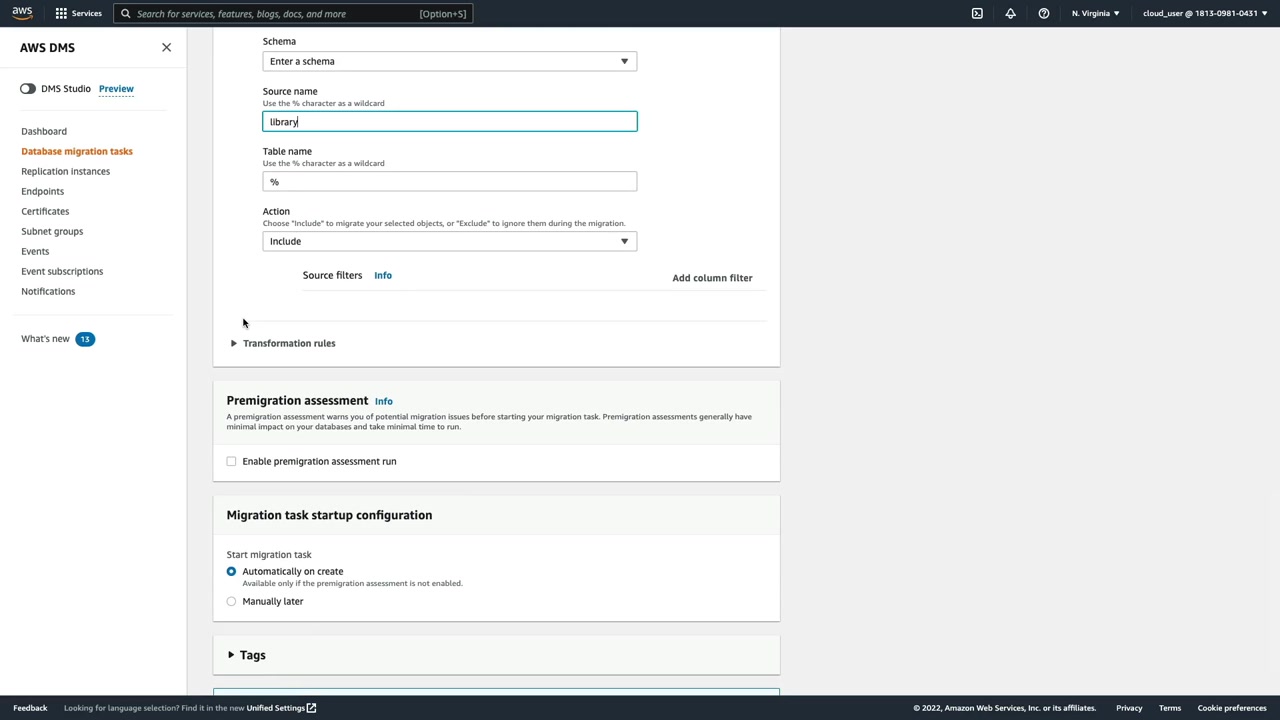 aws
Services
Search for services, features, blogs, docs, and more
[Option+S]
N. Virginia
cloud_user @ 1813-0981-0431
AWS DMS
DMS Studio Preview
Dashboard
Database migration tasks
Replication instances
Endpoints
Certificates
Subnet groups
Events
Event subscriptions
Notifications
What's new 13
Schema
Enter a schema
Source name
Use the % character as a wildcard
library
Table name
Use the % character as a wildcard
%
Action
Choose "Include" to migrate your selected objects, or "Exclude" to ignore them during the migration.
Include
Source filters Info
Add column filter
Transformation rules
Premigration assessment Info
A premigration assessment warns you of potential migration issues before starting your migration task. Premigration assessments generally have
minimal impact on your databases and take minimal time to run.
Enable premigration assessment run
Migration task startup configuration
Start migration task
Automatically on create
Available only if the premigration assessment is not enabled.
Manually later
Tags
Feedback
Looking for language selection? Find it in the new Unified Settings
© 2022, Amazon Web Services, Inc. or its affiliates.
Privacy
Terms
Cookie preferences